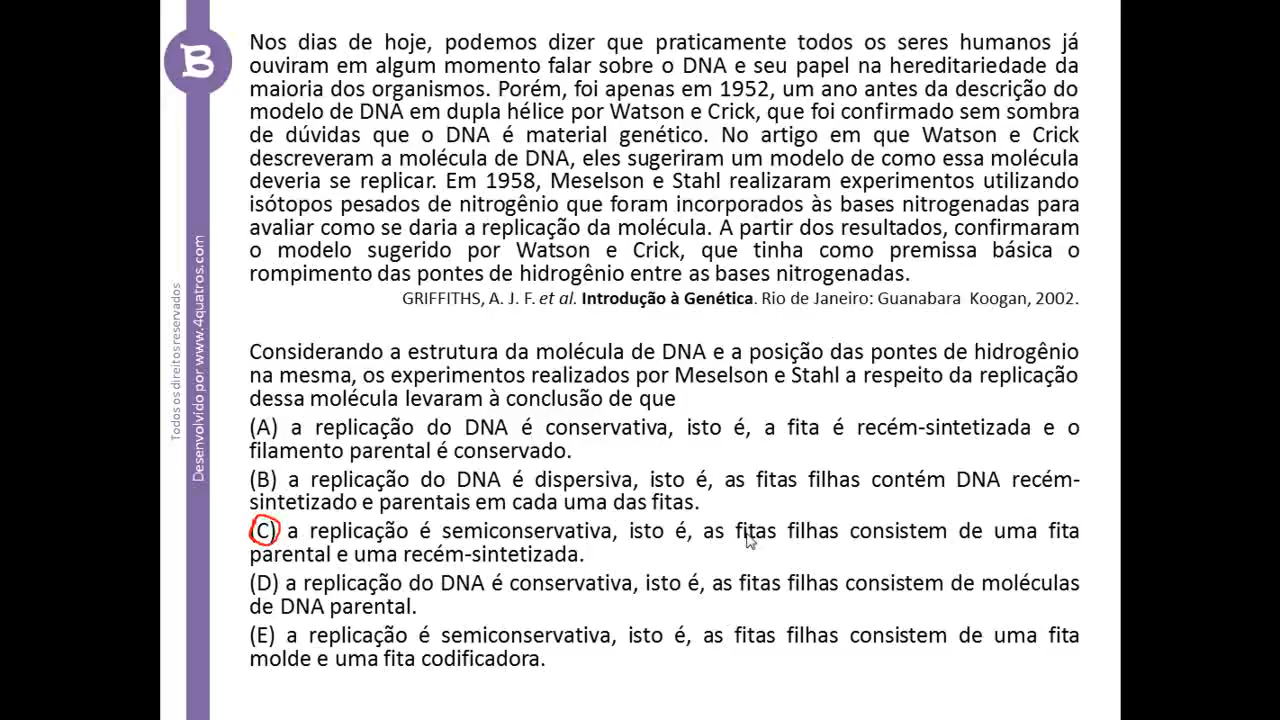 B
Nos dias de hoje, podemos dizer que praticamente todos os seres humanos já
ouviram em algum momento falar sobre o DNA e seu papel na hereditariedade da
maioria dos organismos. Porém, foi apenas em 1952, um ano antes da descrição do
modelo de DNA em dupla hélice por Watson e Crick, que foi confirmado sem sombra
de dúvidas que o DNA é material genético. No artigo em que Watson e Crick
descreveram a molécula de DNA, eles sugeriram um modelo de como essa molécula
deveria se replicar. Em 1958, Meselson e Stahl realizaram experimentos utilizando
isótopos pesados de nitrogênio que foram incorporados às bases nitrogenadas para
avaliar como se daria a replicação da molécula. A partir dos resultados, confirmaram
o modelo sugerido por Watson e Crick, que tinha como premissa básica o
rompimento das pontes de hidrogênio entre as bases nitrogenadas.
GRIFFITHS, A. J. F. et al. Introdução à Genética. Rio de Janeiro: Guanabara Koogan, 2002.
Considerando a estrutura da molécula de DNA e a posição das pontes de hidrogênio
na mesma, os experimentos realizados por Meselson e Stahl a respeito da replicação
dessa molécula levaram à conclusão de que
(A) a replicação do DNA é conservativa, isto é, a fita é recém-sintetizada e o
filamento parental é conservado.
(B) a replicação do DNA é dispersiva, isto é, as fitas filhas contém DNA recém-
sintetizado e parentais em cada uma das fitas.
(C) a replicação é semiconservativa, isto é, as fitas filhas consistem de uma fita
parental e uma recém-sintetizada.
(D) a replicação do DNA é conservativa, isto é, as fitas filhas consistem de moléculas
de DNA parental.
(E) a replicação é semiconservativa, isto é, as fitas filhas consistem de uma fita
molde e uma fita codificadora.
Todos os direitos reservados
Desenvolvido por www.4quatros.com